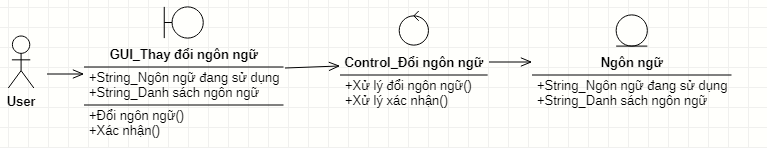 User
GUI_Thay đổi ngôn ngữ
+String_Ngôn ngữ đang sử dụng
+String_Danh sách ngôn ngữ
+Đổi ngôn ngữ()
+Xác nhận()
Control_Đổi ngôn ngữ
+Xử lý đổi ngôn ngữ()
+Xử lý xác nhận()
Ngôn ngữ
+String_Ngôn ngữ đang sử dụng
+String_Danh sách ngôn ngữ